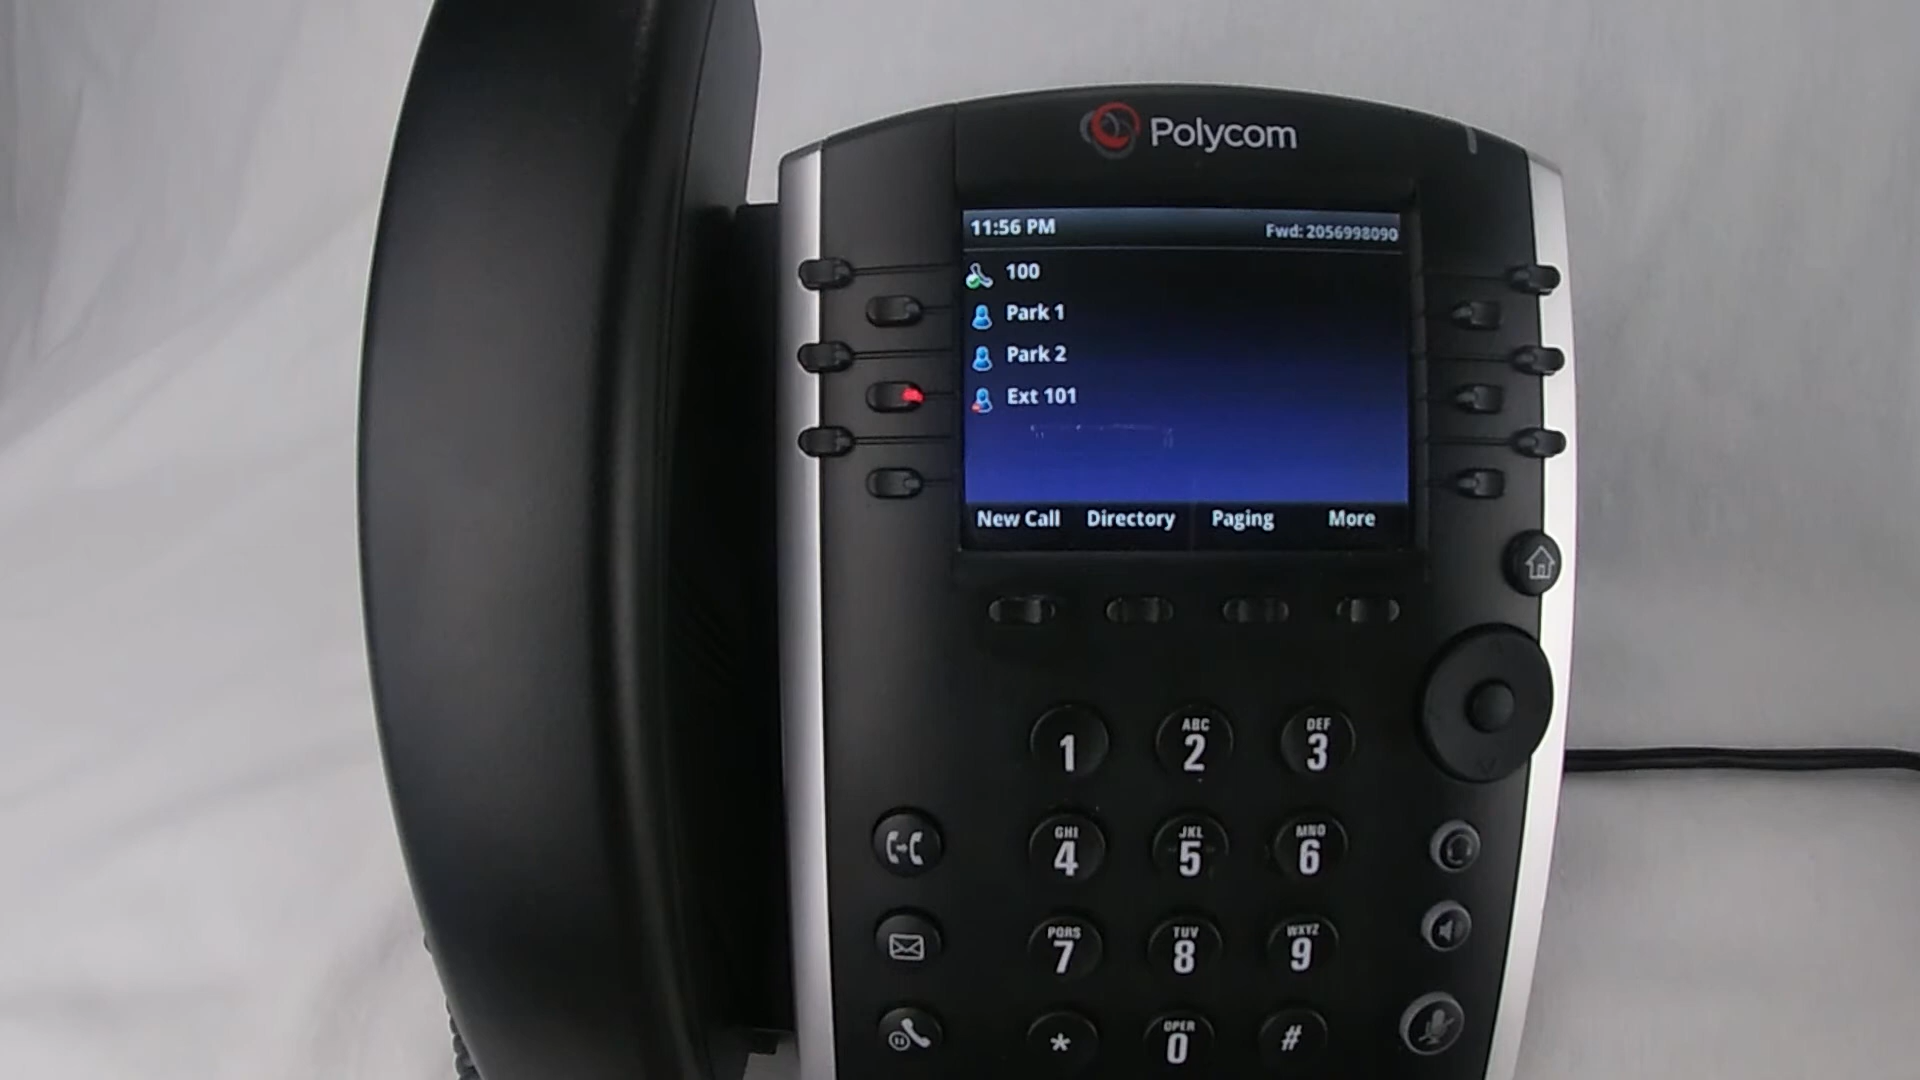 Polycom
11:56 PM Fwd: 2056998090
100
Park 1
Park 2
Ext 101
New Call Directory Paging More
1 ABC 2 DEF 3
GHI 4 JKL 5 MNO 6
PQRS 7 TUV 8 WXYZ 9
* OPER 0 #